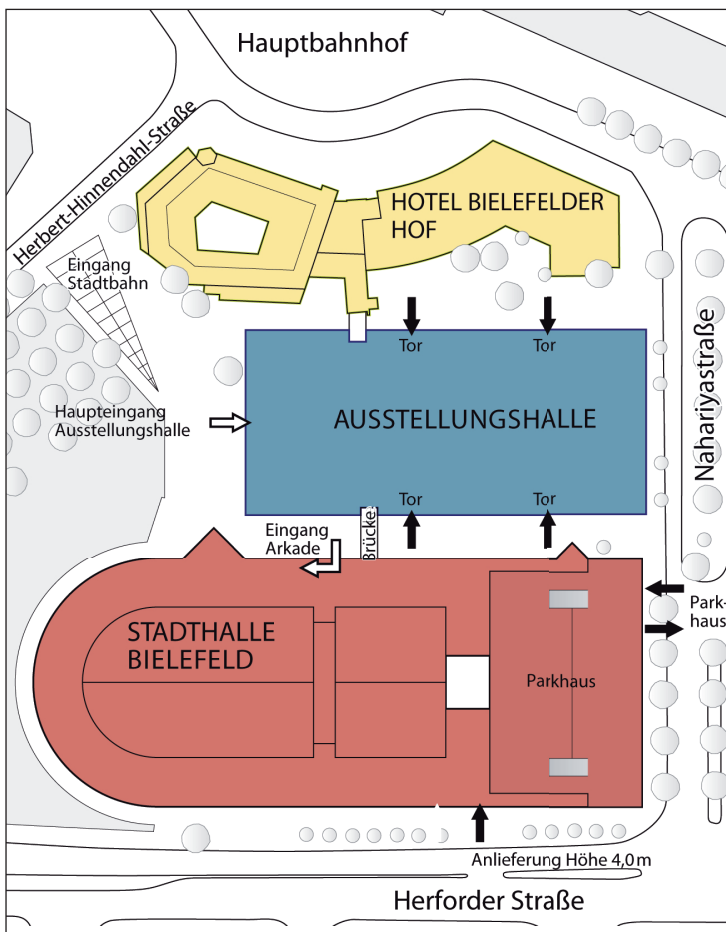 Hauptbahnhof
Herbert-Hinnendahl-Straße
HOTEL BIELEFELDER
HOF
Eingang
Stadtbahn
Tor
Tor
Nahariyastraße
Haupteingang
Ausstellungshalle
AUSSTELLUNGSHALLE
Tor
Tor
Eingang
Arkade
Brücke
Park-
haus
STADTHALLE
BIELEFELD
Parkhaus
Anlieferung Höhe 4,0 m
Herforder Straße